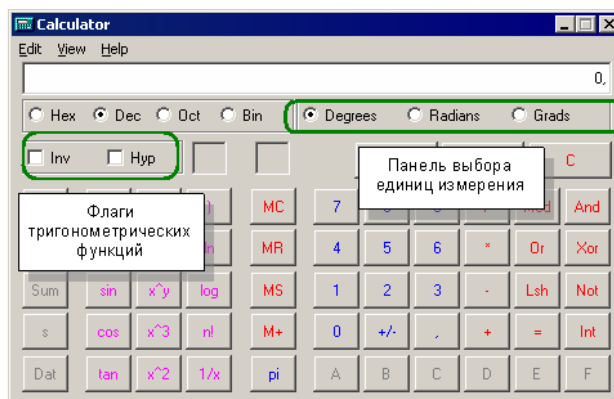 Calculator
Edit View Help
0,
Hex Dec Oct Bin Degrees Radians Grads
Inv Hyp C
Панель выбора
единиц измерения
Флаги
тригонометрических
функций
MC 7 And
MR 4 5 6 * Or Xor
Sum sin x^y log MS 1 2 3 - Lsh Not
s cos x^3 n! M+ 0 +/- , + = Int
Dat tan x^2 1/x pi A B C D E F